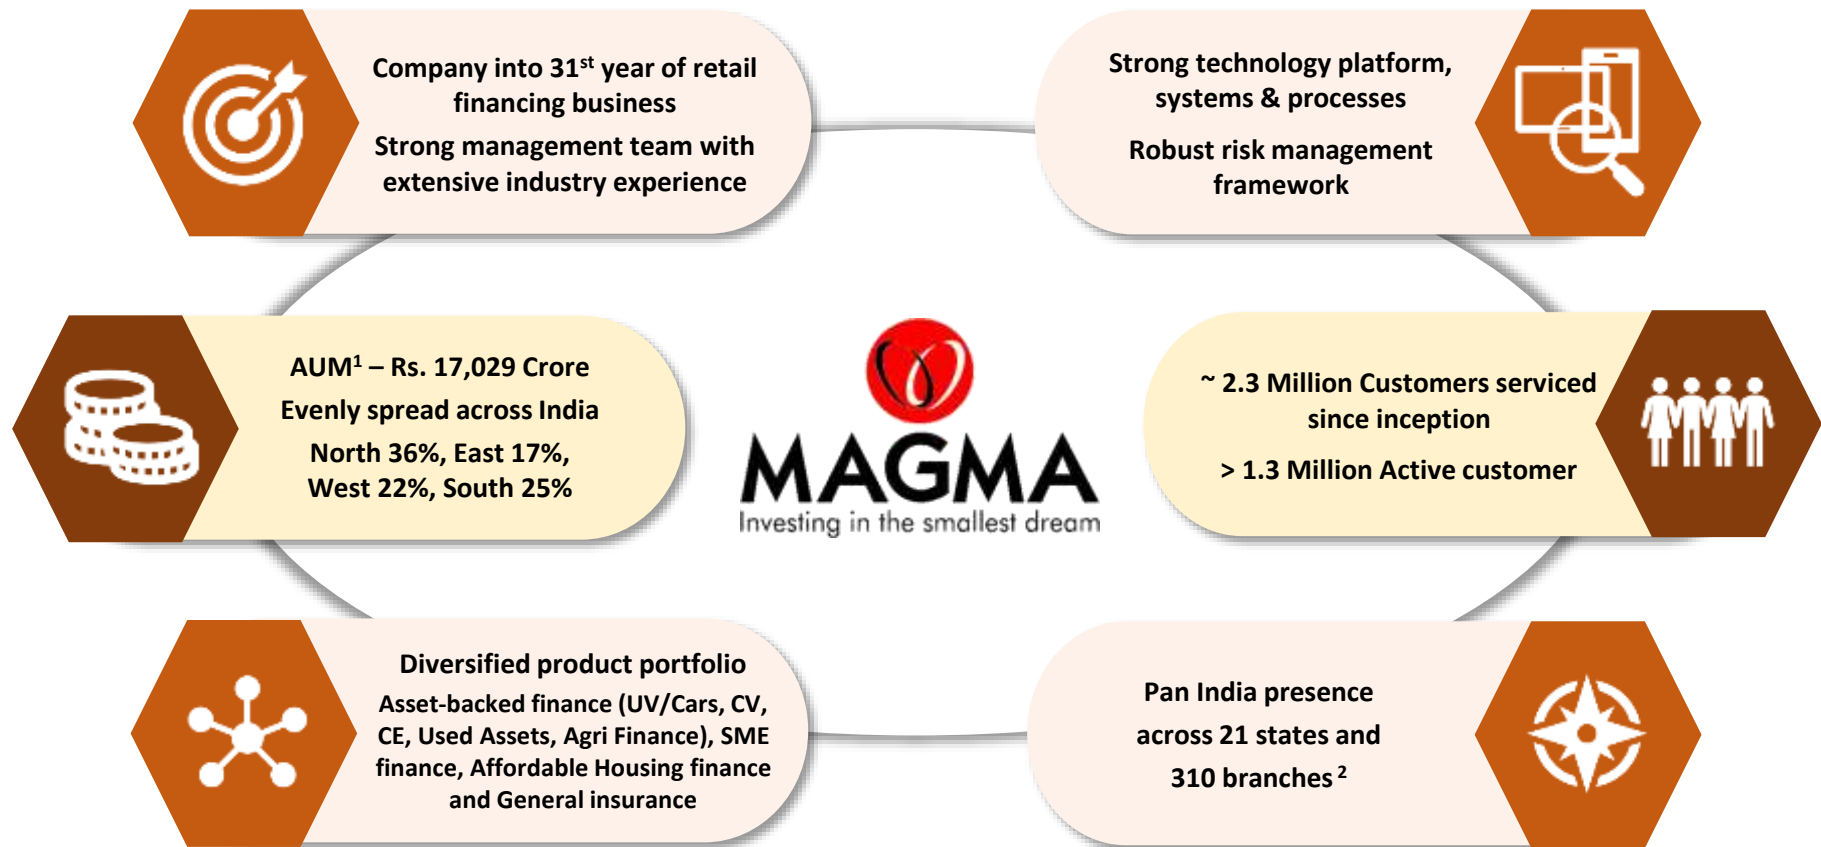 Company into 31st year of retail
financing business
Strong management team with
extensive industry experience
Strong technology platform,
systems & processes
Robust risk management
framework
AUM1 – Rs. 17,029 Crore
Evenly spread across India
North 36%, East 17%,
West 22%, South 25%
MAGMA
Investing in the smallest dream
~ 2.3 Million Customers serviced
since inception
> 1.3 Million Active customer
Diversified product portfolio
Asset-backed finance (UV/Cars, CV,
CE, Used Assets, Agri Finance), SME
finance, Affordable Housing finance
and General insurance
Pan India presence
across 21 states and
310 branches 2